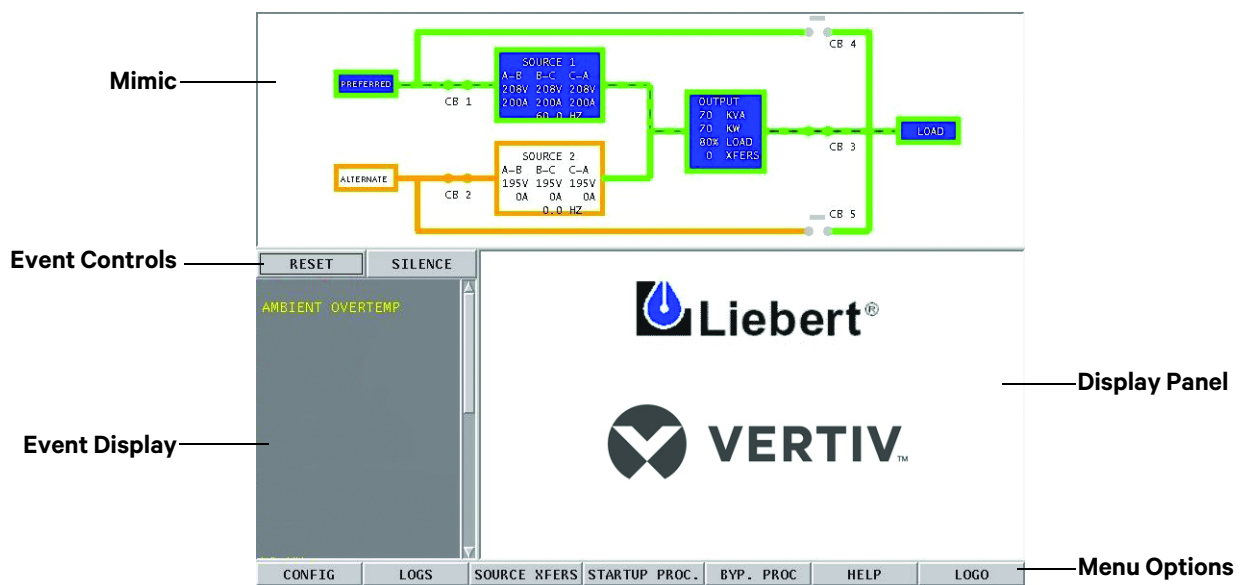 Mimic
PREFERRED
CB 1
SOURCE 1
A-B B-C C-A
208V 208V 208V
200A 200A 200A
60.0 HZ
CB 4
OUTPUT
70 KVA
70 KW
80% LOAD
0 XFERS
CB 3
LOAD
ALTERNATE
CB 2
SOURCE 2
A-B B-C C-A
195V 195V 195V
0A 0A 0A
0.0 HZ
CB 5
Event Controls
RESET SILENCE
AMBIENT OVERTEMP
Liebert®
Display Panel
Event Display
VERTIV™
Menu Options
CONFIG LOGS SOURCE XFERS STARTUP PROC. BYP. PROC HELP LOGO